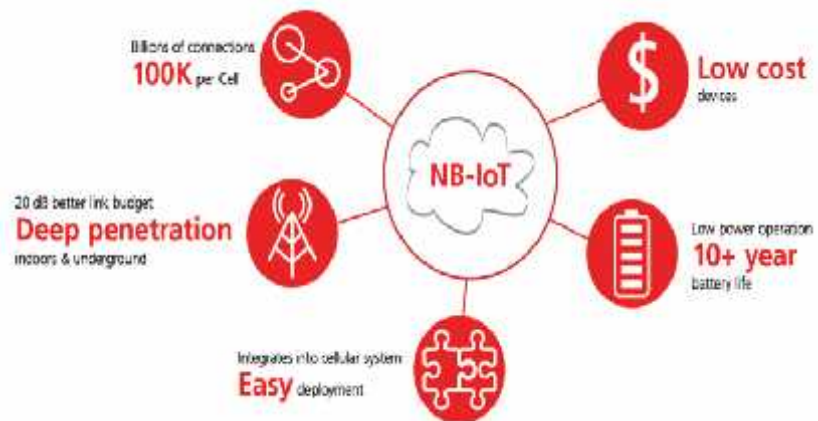 Billions of connections
100K per Cell
$
Low cost
devices
NB-IoT
20 dB better link budget
Deep penetration
indoors & underground
Low power operation
10+ year
battery life
Integrates into cellular system
Easy deployment